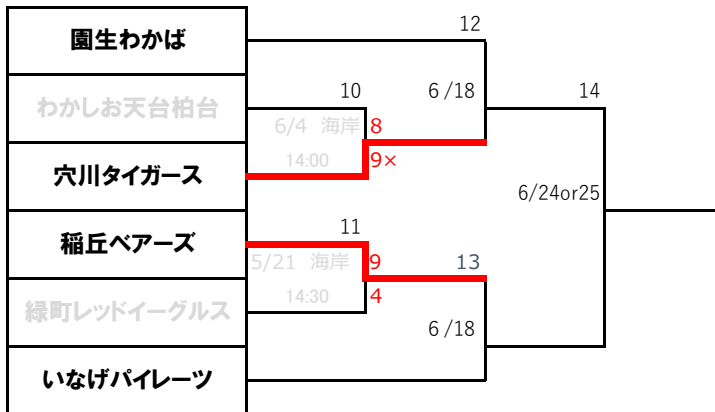 園生わかば
12
わかしお天台柏台
10
6 /18
14
6/4 海岸
8
14:00
9×
穴川タイガース
6/24or25
稲丘ベアーズ
11
5/21 海岸
9
13
14:30
4
緑町レッドイーグルス
6 /18
いなげパイレーツ